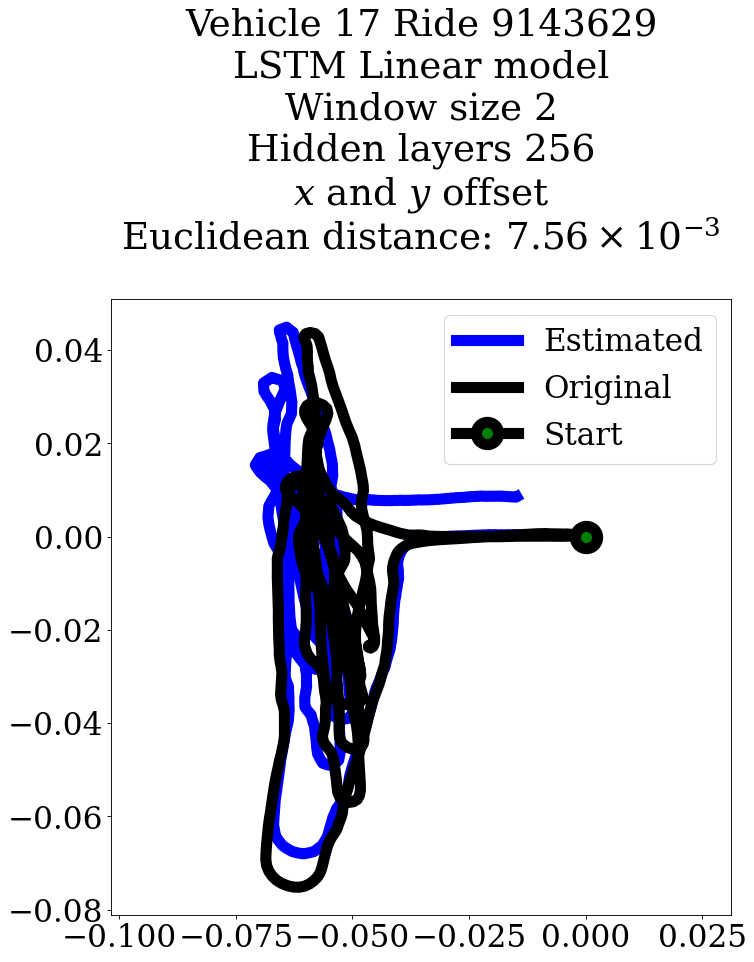 Vehicle 17 Ride 9143629
LSTM Linear model
Window size 2
Hidden layers 256
x and y offset
Euclidean distance: 7.56 × 10⁻³
Estimated
Original
Start
0.04
0.02
0.00
−0.02
−0.04
−0.06
−0.08
−0.100 −0.075 −0.050 −0.025 0.000 0.025